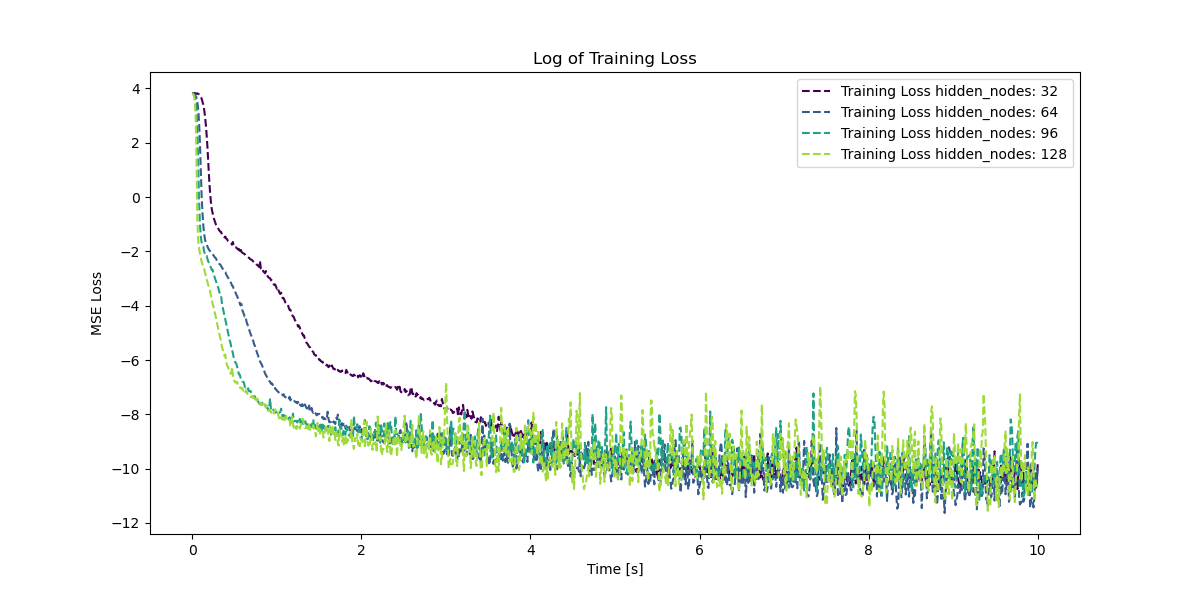 Log of Training Loss
Training Loss hidden_nodes: 32
Training Loss hidden_nodes: 64
Training Loss hidden_nodes: 96
Training Loss hidden_nodes: 128
4
2
0
−2
−4
−6
−8
−10
−12
MSE Loss
0 2 4 6 8 10
Time [s]